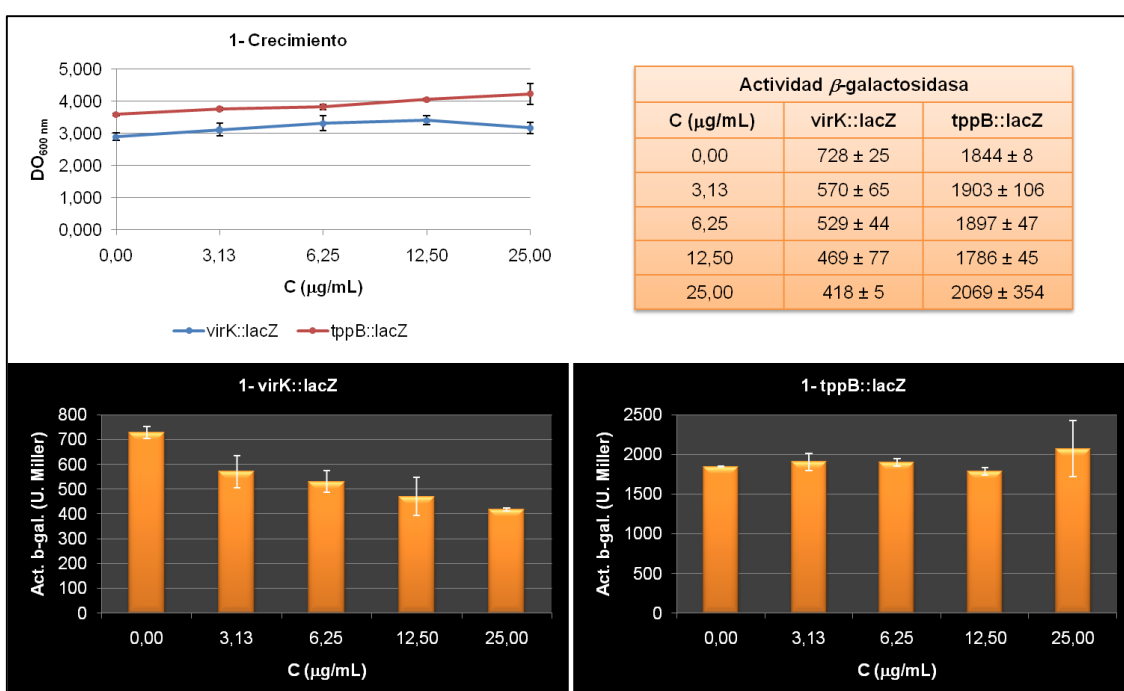 1- Crecimiento
5,000
4,000
3,000
2,000
1,000
0,000
DO600 nm
0,00 3,13 6,25 12,50 25,00
C (µg/mL)
virK::lacZ tppB::lacZ
Actividad β-galactosidasa
C (µg/mL) virK::lacZ tppB::lacZ
0,00 728 ± 25 1844 ± 8
3,13 570 ± 65 1903 ± 106
6,25 529 ± 44 1897 ± 47
12,50 469 ± 77 1786 ± 45
25,00 418 ± 5 2069 ± 354
1- virK::lacZ
800
700
600
500
400
300
200
100
0
Act. b-gal. (U. Miller)
0,00 3,13 6,25 12,50 25,00
C (µg/mL)
1- tppB::lacZ
2500
2000
1500
1000
500
0
Act. b-gal. (U. Miller)
0,00 3,13 6,25 12,50 25,00
C (µg/mL)